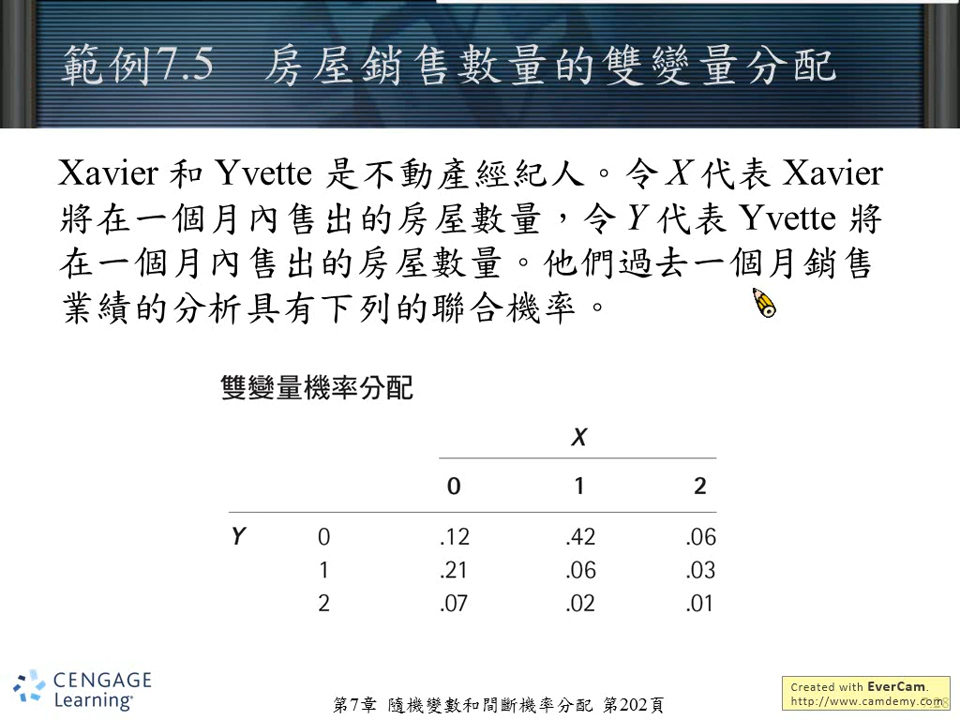 範例7.5 房屋銷售數量的雙變量分配
Xavier 和 Yvette 是不動產經紀人。令 X 代表 Xavier
將在一個月內售出的房屋數量，令 Y 代表 Yvette 將
在一個月內售出的房屋數量。他們過去一個月銷售
業績的分析具有下列的聯合機率。
雙變量機率分配
X
0 1 2
Y 0 .12 .42 .06
1 .21 .06 .03
2 .07 .02 .01
CENGAGE
Learning
第7章 隨機變數和間斷機率分配 第202頁
Created with EverCam.
http://www.camdemy.com